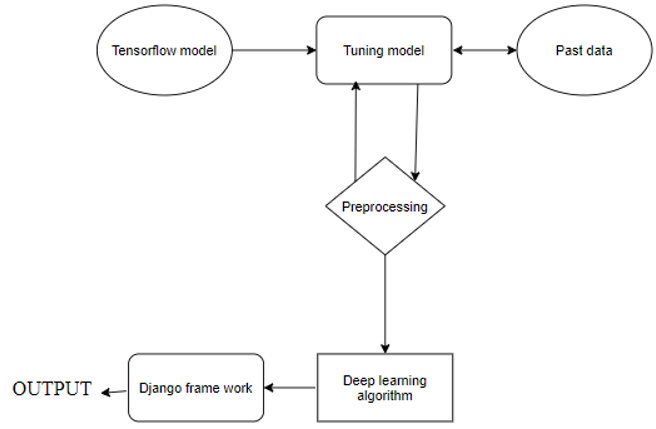 Tensorflow model
Tuning model
Past data
Preprocessing
Deep learning
algorithm
Django frame work
OUTPUT